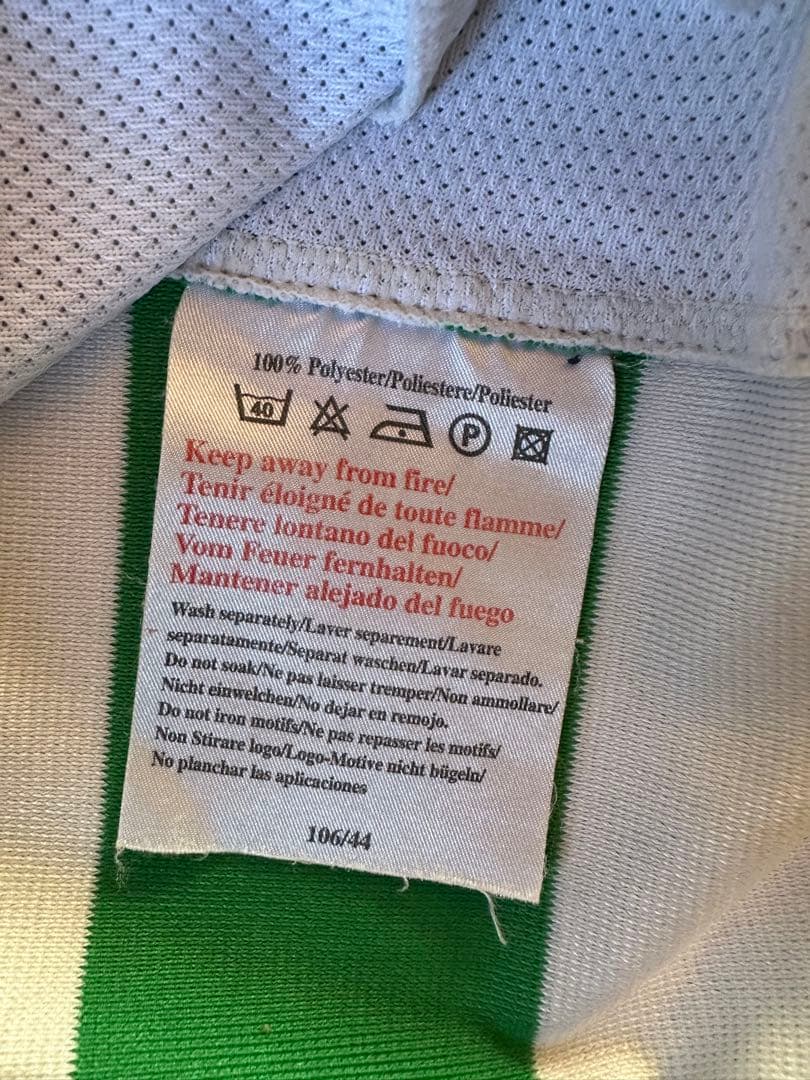 100% Polyester/Poliestere/Poliester
40 P
Keep away from fire/
Tenir éloigné de toute flamme/
Tenere lontano del fuoco/
Vom Feuer fernhalten/
Mantener alejado del fuego
Wash separately/Laver separement/Lavare
separatamente/Separat waschen/Lavar separado.
Do not soak/Ne pas laisser tremper/Non ammollare/
Nicht einwelchen/No dejar en remojo.
Do not iron motifs/Ne pas repasser les motifs/
Non Stirare logo/Logo-Motive nicht bügeln/
No planchar las aplicaciones
106/44